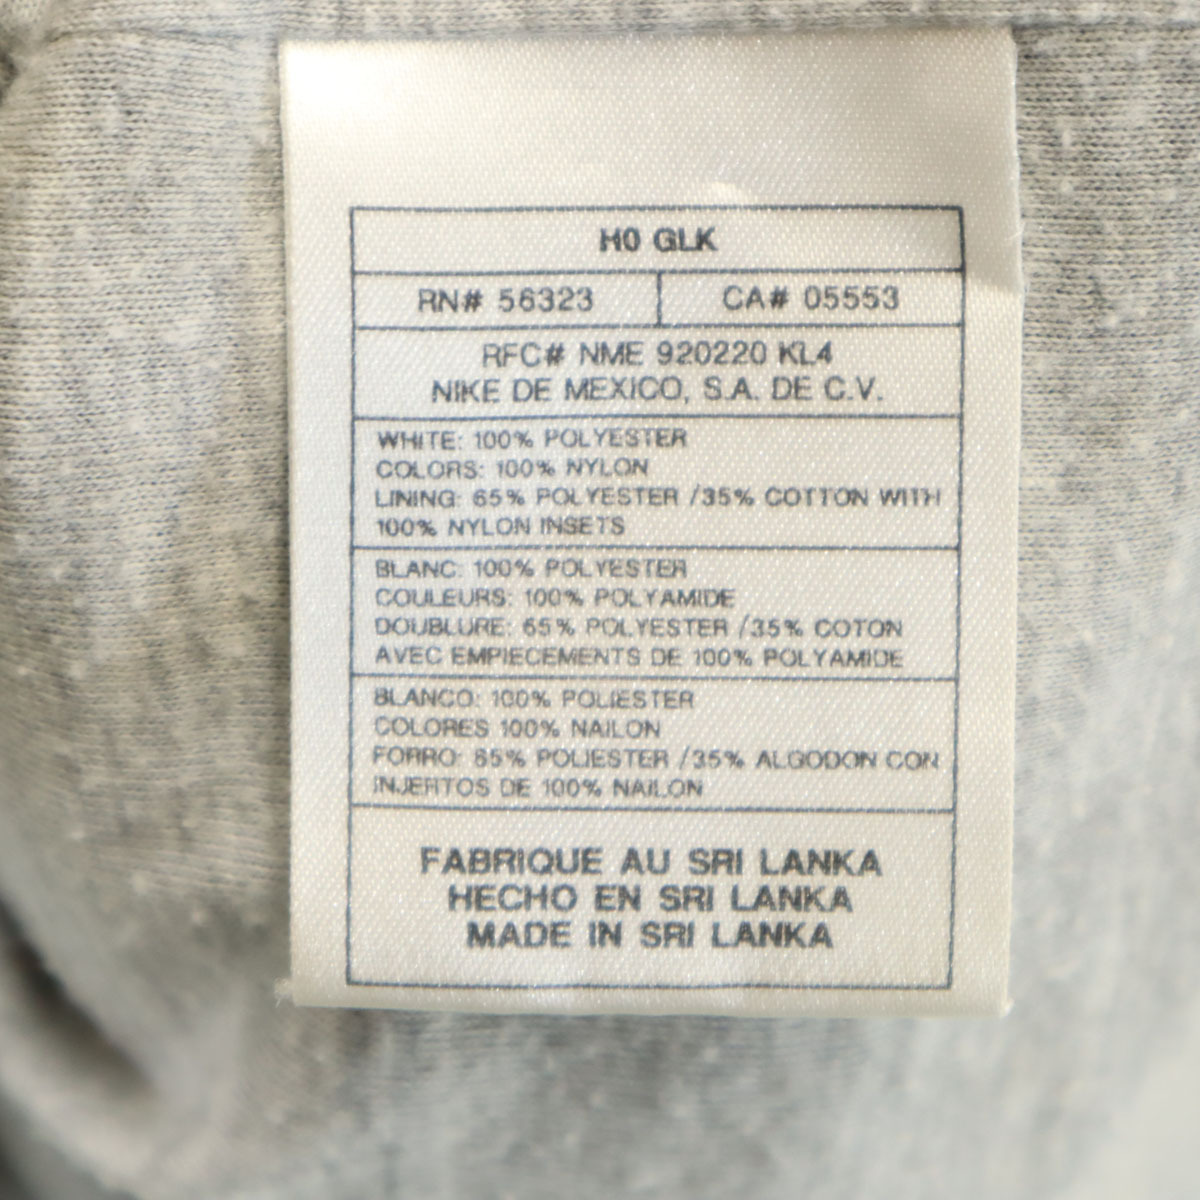 H0 GLK
RN# 56323 CA# 05553
RFC# NME 920220 KL4
NIKE DE MEXICO, S.A. DE C.V.
WHITE: 100% POLYESTER
COLORS: 100% NYLON
LINING: 65% POLYESTER /35% COTTON WITH
100% NYLON INSETS
BLANC: 100% POLYESTER
COULEURS: 100% POLYAMIDE
DOUBLURE: 65% POLYESTER /35% COTON
AVEC EMPIECEMENTS DE 100% POLYAMIDE
BLANCO: 100% POLIESTER
COLORES 100% NAILON
FORRO: 65% POLIESTER /35% ALGODON CON
INJERTOS DE 100% NAILON
FABRIQUE AU SRI LANKA
HECHO EN SRI LANKA
MADE IN SRI LANKA